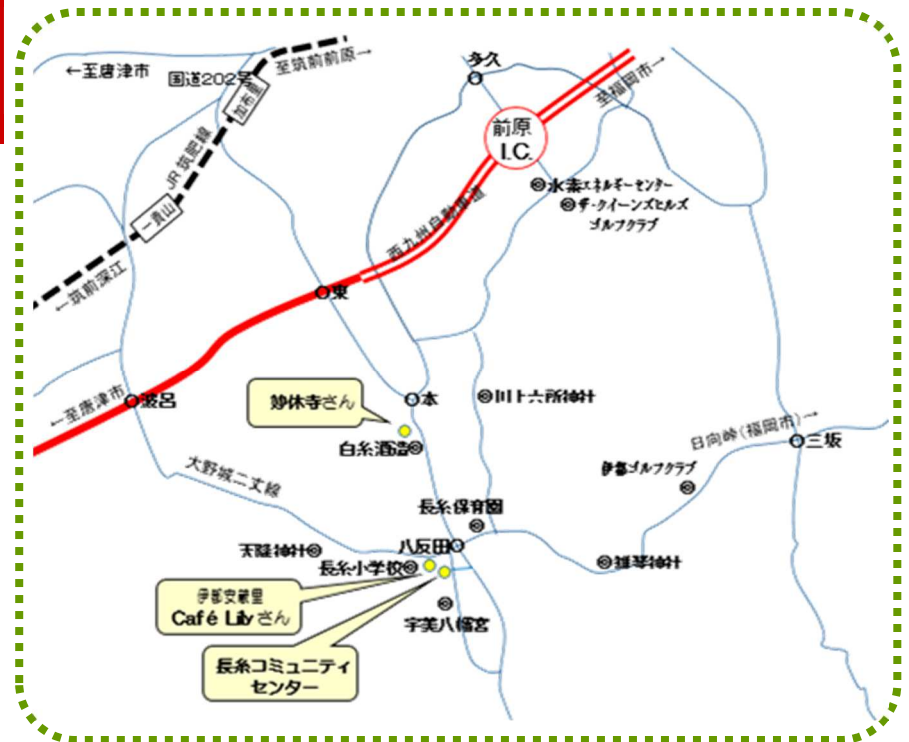 ←至唐津市
国道202号
至筑前前原→
加布里
JR筑肥線
一貴山
←筑前深江
多久
至福岡市→
前原
I.C.
水素エネルギーセンター
ザ・クイーンズヒルズ
ゴルフクラブ
西九州自動車道
東
←至唐津市
波呂
妙休寺さん
本
川上六所神社
白糸酒造
日向峠(福岡市)→
三坂
大野城二丈線
伊都ゴルフクラブ
長糸保育園
八反田
天降神社
長糸小学校
雉琴神社
伊都安蔵里
Café Lilyさん
宇美八幡宮
長糸コミュニティ
センター